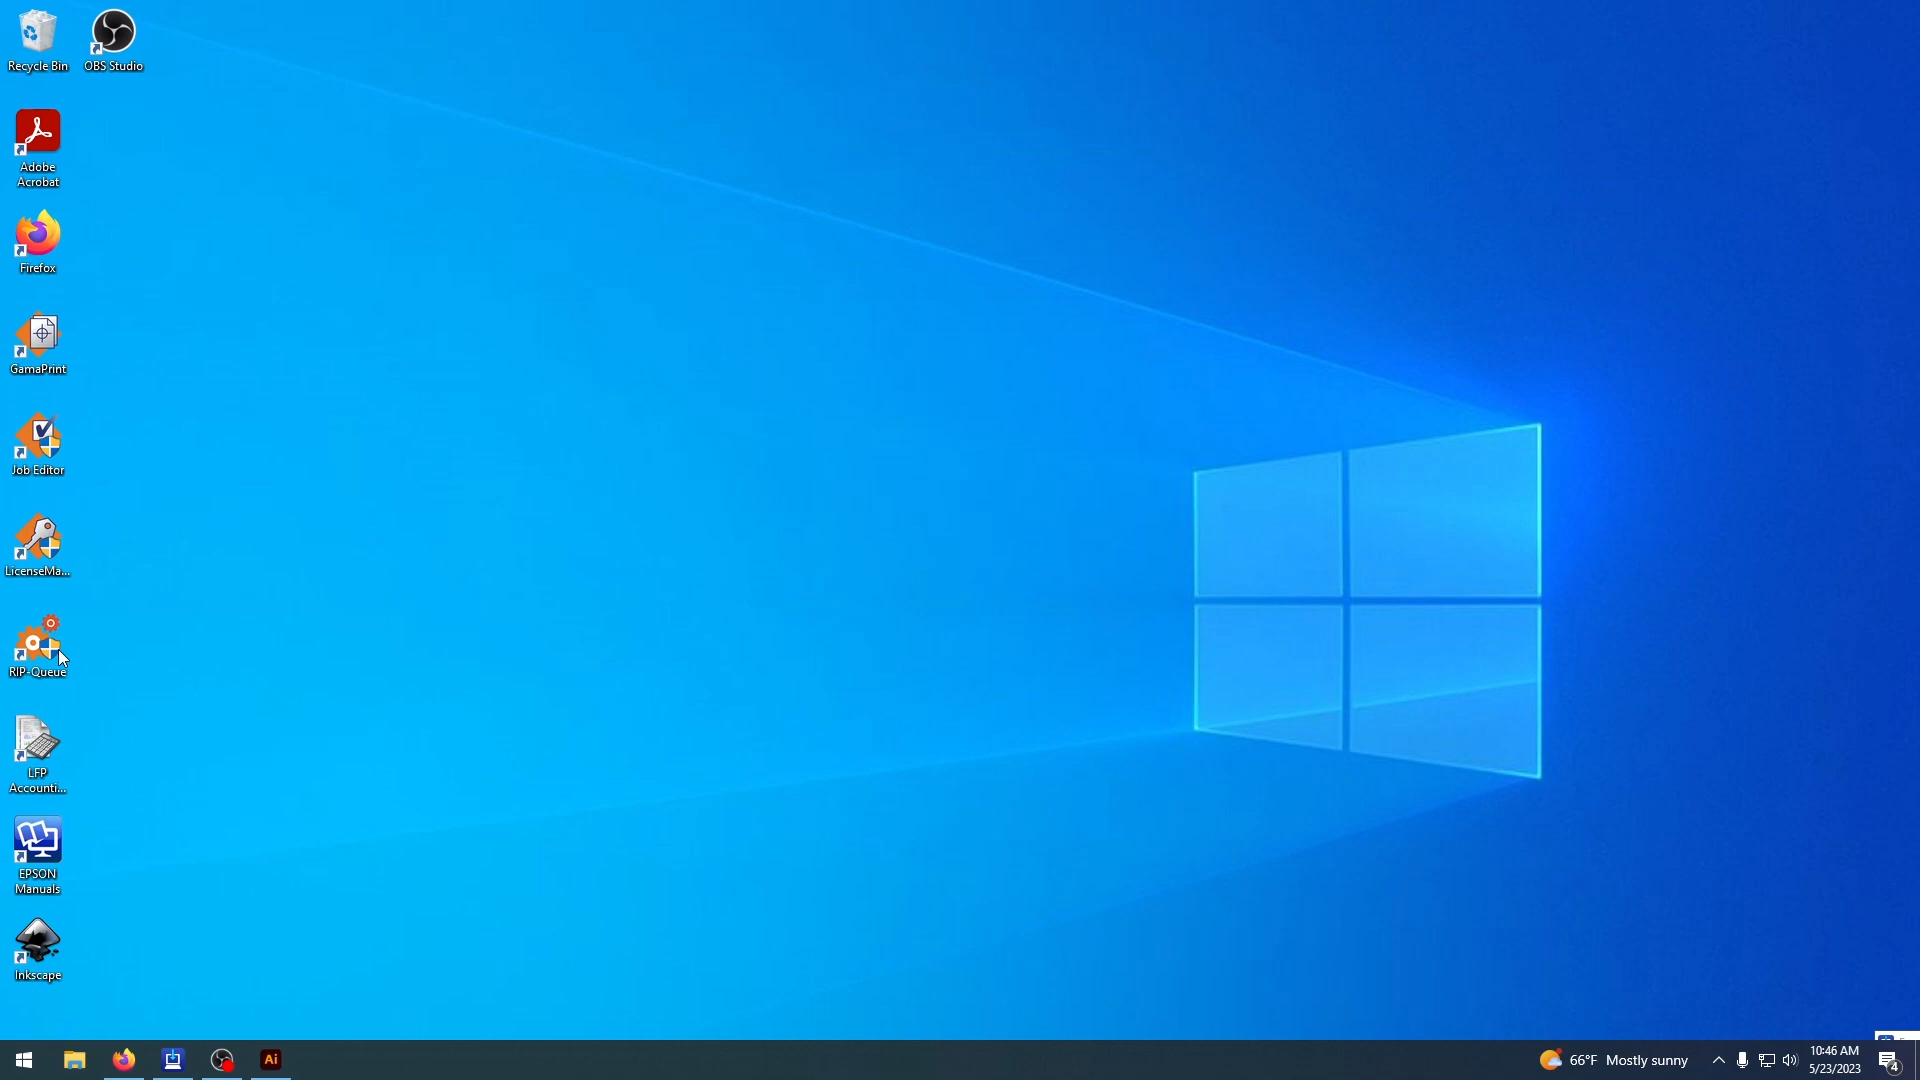 Recycle Bin
OBS Studio
Adobe
Acrobat
Firefox
GamaPrint
Job Editor
LicenseMa...
RIP-Queue
LFP
Accounti...
EPSON
Manuals
Inkscape
Ai
66°F Mostly sunny
10:46 AM
5/23/2023
4